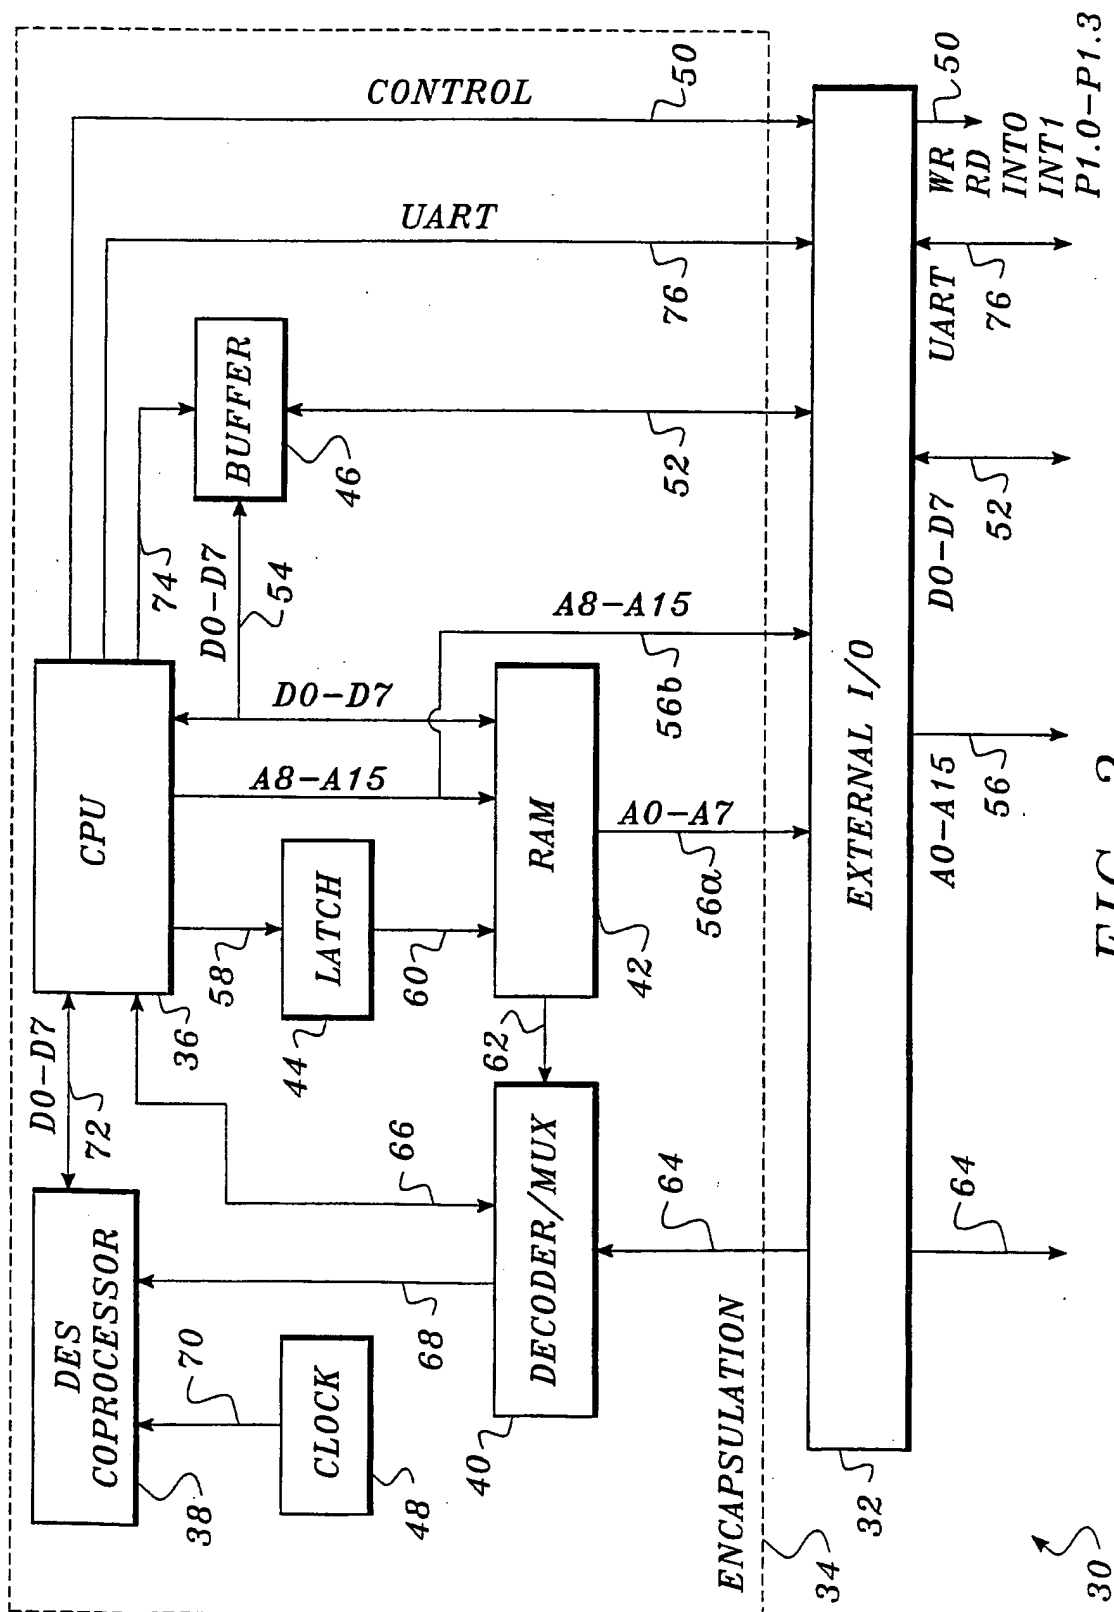 DES
COPROCESSOR
38
70
CLOCK
48
D0-D7
72
36
CPU
68
66
58
LATCH
44
60
A8-A15
D0-D7
74
D0-D7
54
BUFFER
46
CONTROL
UART
DECODER/MUX
40
62
RAM
42
A8-A15
56b
A0-A7
56a
64
52
76
50
ENCAPSULATION
34
EXTERNAL I/O
32
64
A0-A15
56
D0-D7
52
UART
76
WR
RD
INT0
INT1
P1.0-P1.3
50
30
FIG.